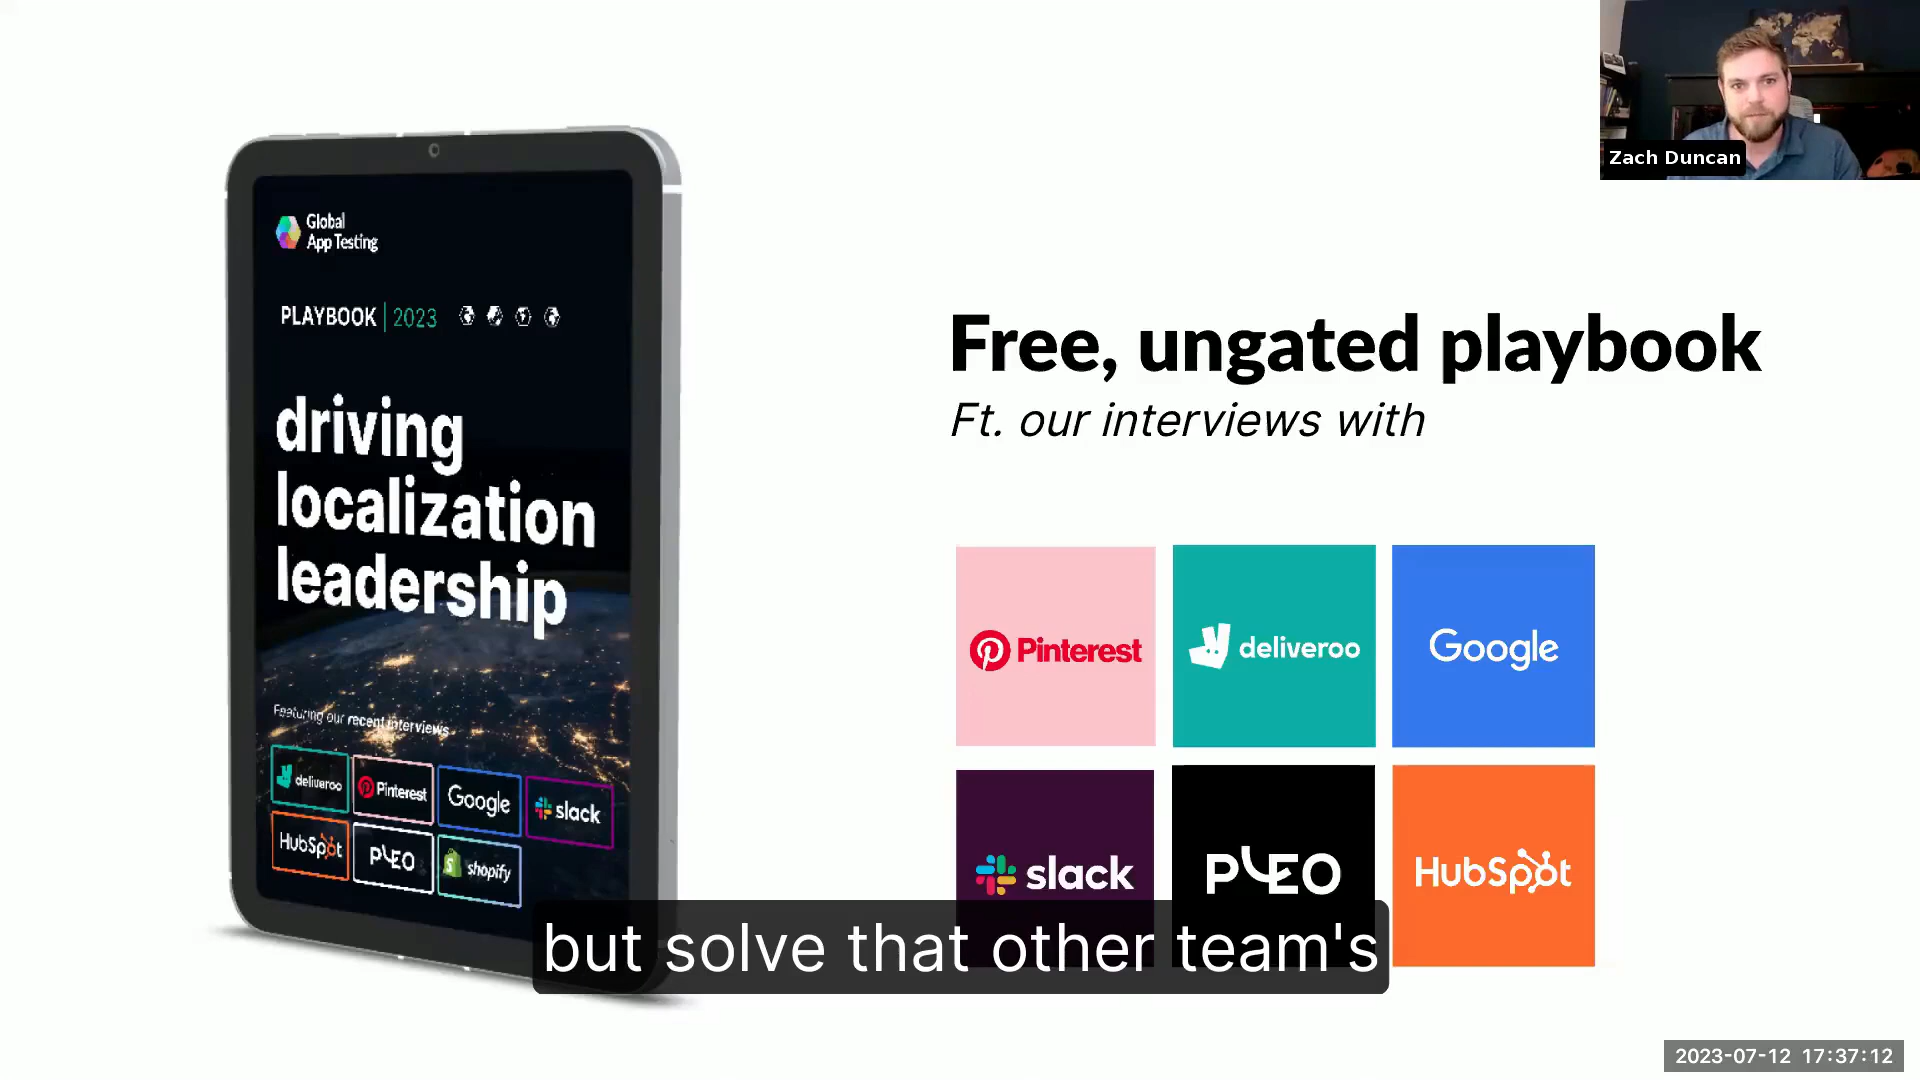 Zach Duncan
Global
App Testing
PLAYBOOK | 2023
driving
localization
leadership
Featuring our recent interviews
deliveroo
Pinterest
Google
slack
HubSpot
PLEO
shopify
Free, ungated playbook
Ft. our interviews with
Pinterest
deliveroo
Google
slack
PLEO
HubSpot
but solve that other team's
2023-07-12 17:37:12